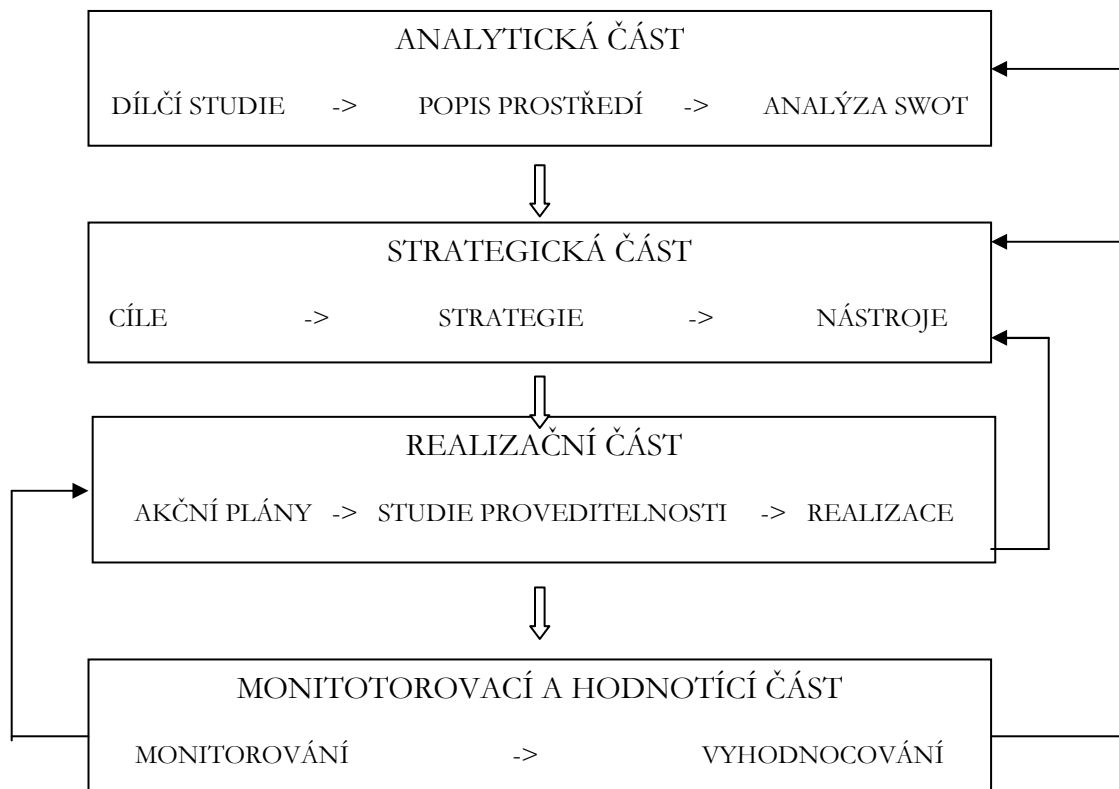 ANALYTICKÁ ČÁST
DÍLČÍ STUDIE -> POPIS PROSTŘEDÍ -> ANALÝZA SWOT
STRATEGICKÁ ČÁST
CÍLE -> STRATEGIE -> NÁSTROJE
REALIZAČNÍ ČÁST
AKČNÍ PLÁNY -> STUDIE PROVEDITELNOSTI -> REALIZACE
MONITOTOROVACÍ A HODNOTÍCÍ ČÁST
MONITOROVÁNÍ -> VYHODNOCOVÁNÍ